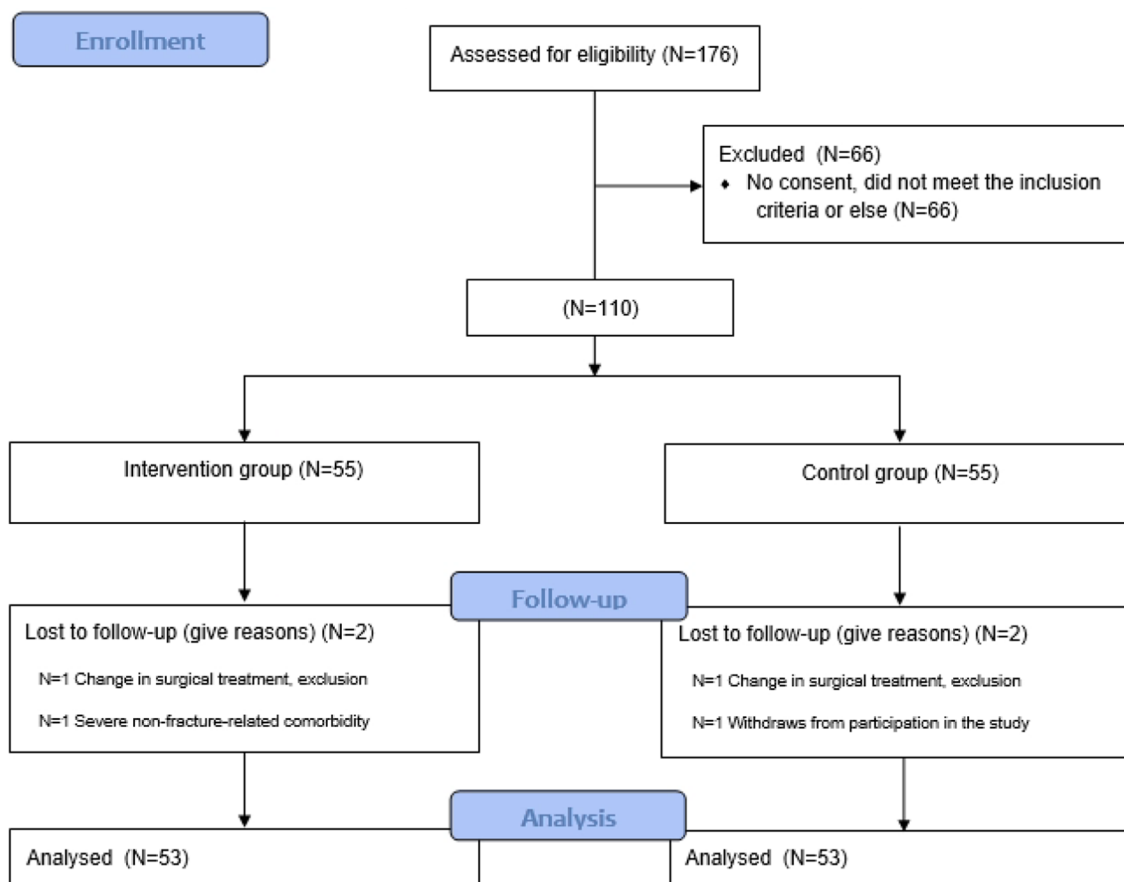 Enrollment
Assessed for eligibility (N=176)
Excluded (N=66)
♦ No consent, did not meet the inclusion
criteria or else (N=66)
(N=110)
Intervention group (N=55)
Control group (N=55)
Follow-up
Lost to follow-up (give reasons) (N=2)
N=1 Change in surgical treatment, exclusion
N=1 Severe non-fracture-related comorbidity
Lost to follow-up (give reasons) (N=2)
N=1 Change in surgical treatment, exclusion
N=1 Withdraws from participation in the study
Analysis
Analysed (N=53)
Analysed (N=53)